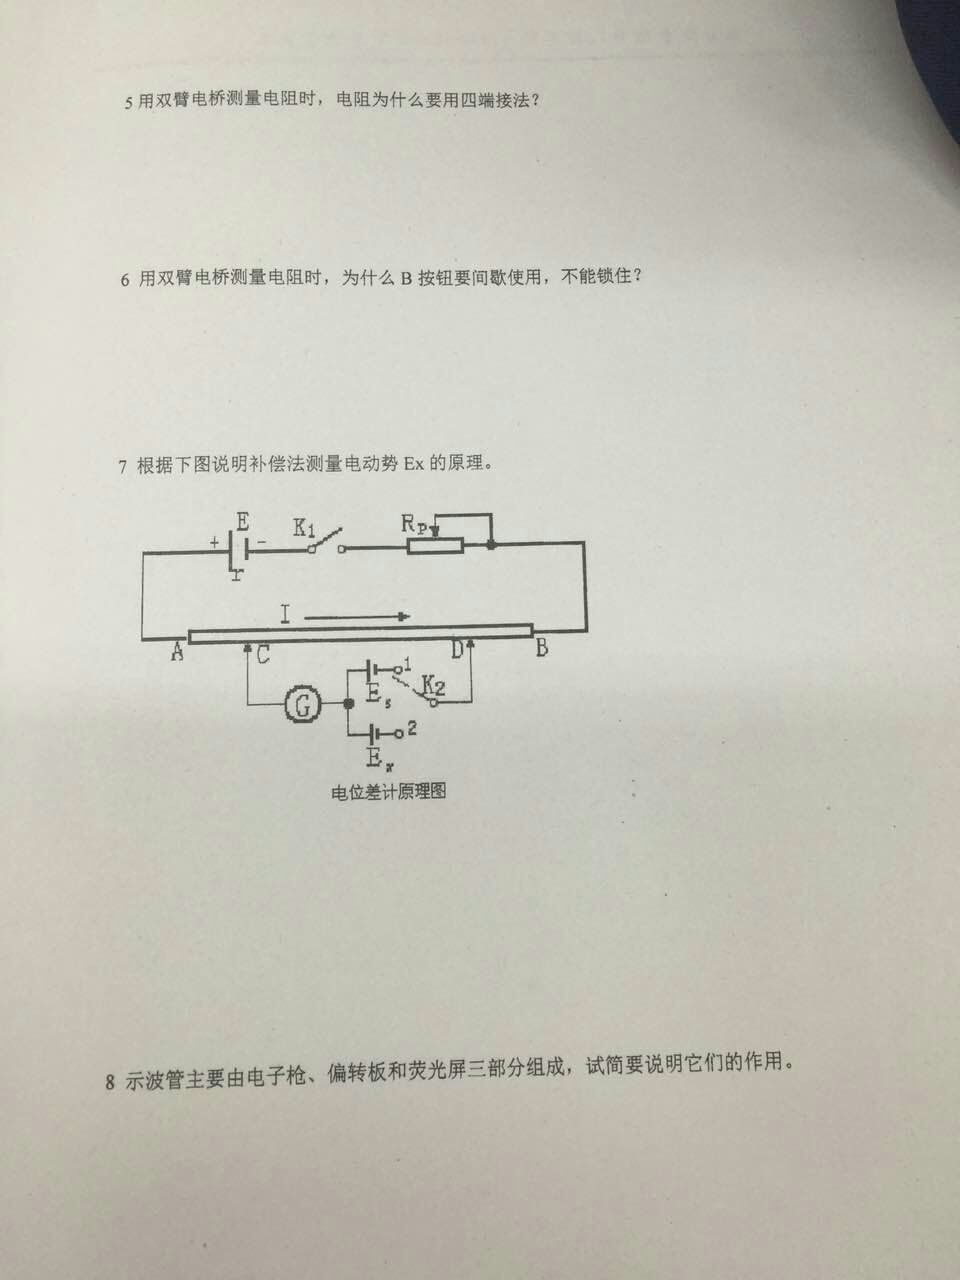 5 用双臂电桥测量电阻时，电阻为什么要用四端接法？
6 用双臂电桥测量电阻时，为什么 B 按钮要间歇使用，不能锁住？
7 根据下图说明补偿法测量电动势 Ex 的原理。
E K1 RP
+ -
r
I
A C D B
1
G Es K2
2
Ex
电位差计原理图
8 示波管主要由电子枪、偏转板和荧光屏三部分组成，试简要说明它们的作用。